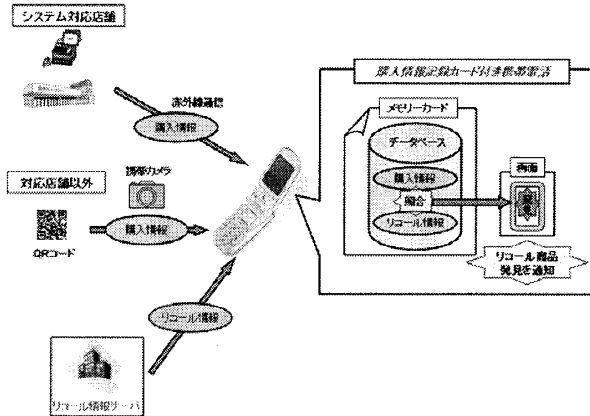 システム対応店舗
赤外線通信
購入情報
対応店舗以外
携帯カメラ
購入情報
QRコード
リコール情報
リコール情報サーバ
購入情報記録カード付き携帯電話
メモリーカード
データベース
購入情報
照合
リコール情報
画面
発見
リコール商品
発見を通知